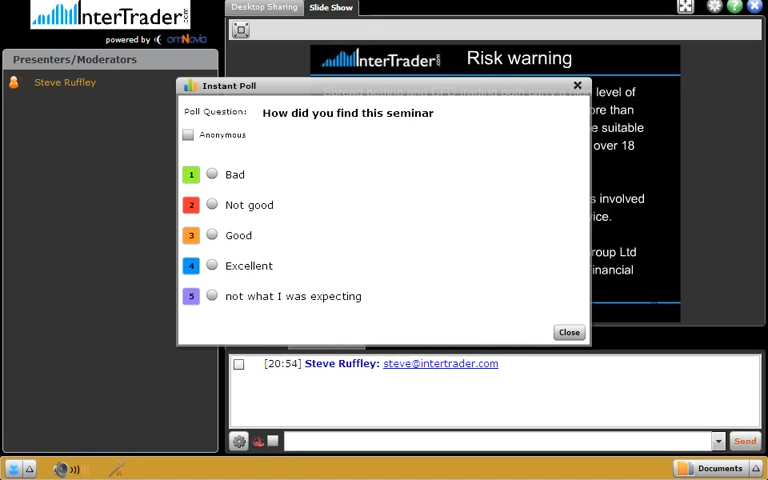 InterTrader.com
powered by omNovia
Desktop Sharing
Slide Show
Presenters/Moderators
Steve Ruffley
InterTrader.com
Risk warning
level of
ore than
e suitable
over 18
s involved
vice.
roup Ltd
inancial
Instant Poll
Poll Question: How did you find this seminar
Anonymous
1 Bad
2 Not good
3 Good
4 Excellent
5 not what I was expecting
Close
[20:54] Steve Ruffley: steve@intertrader.com
Send
Documents